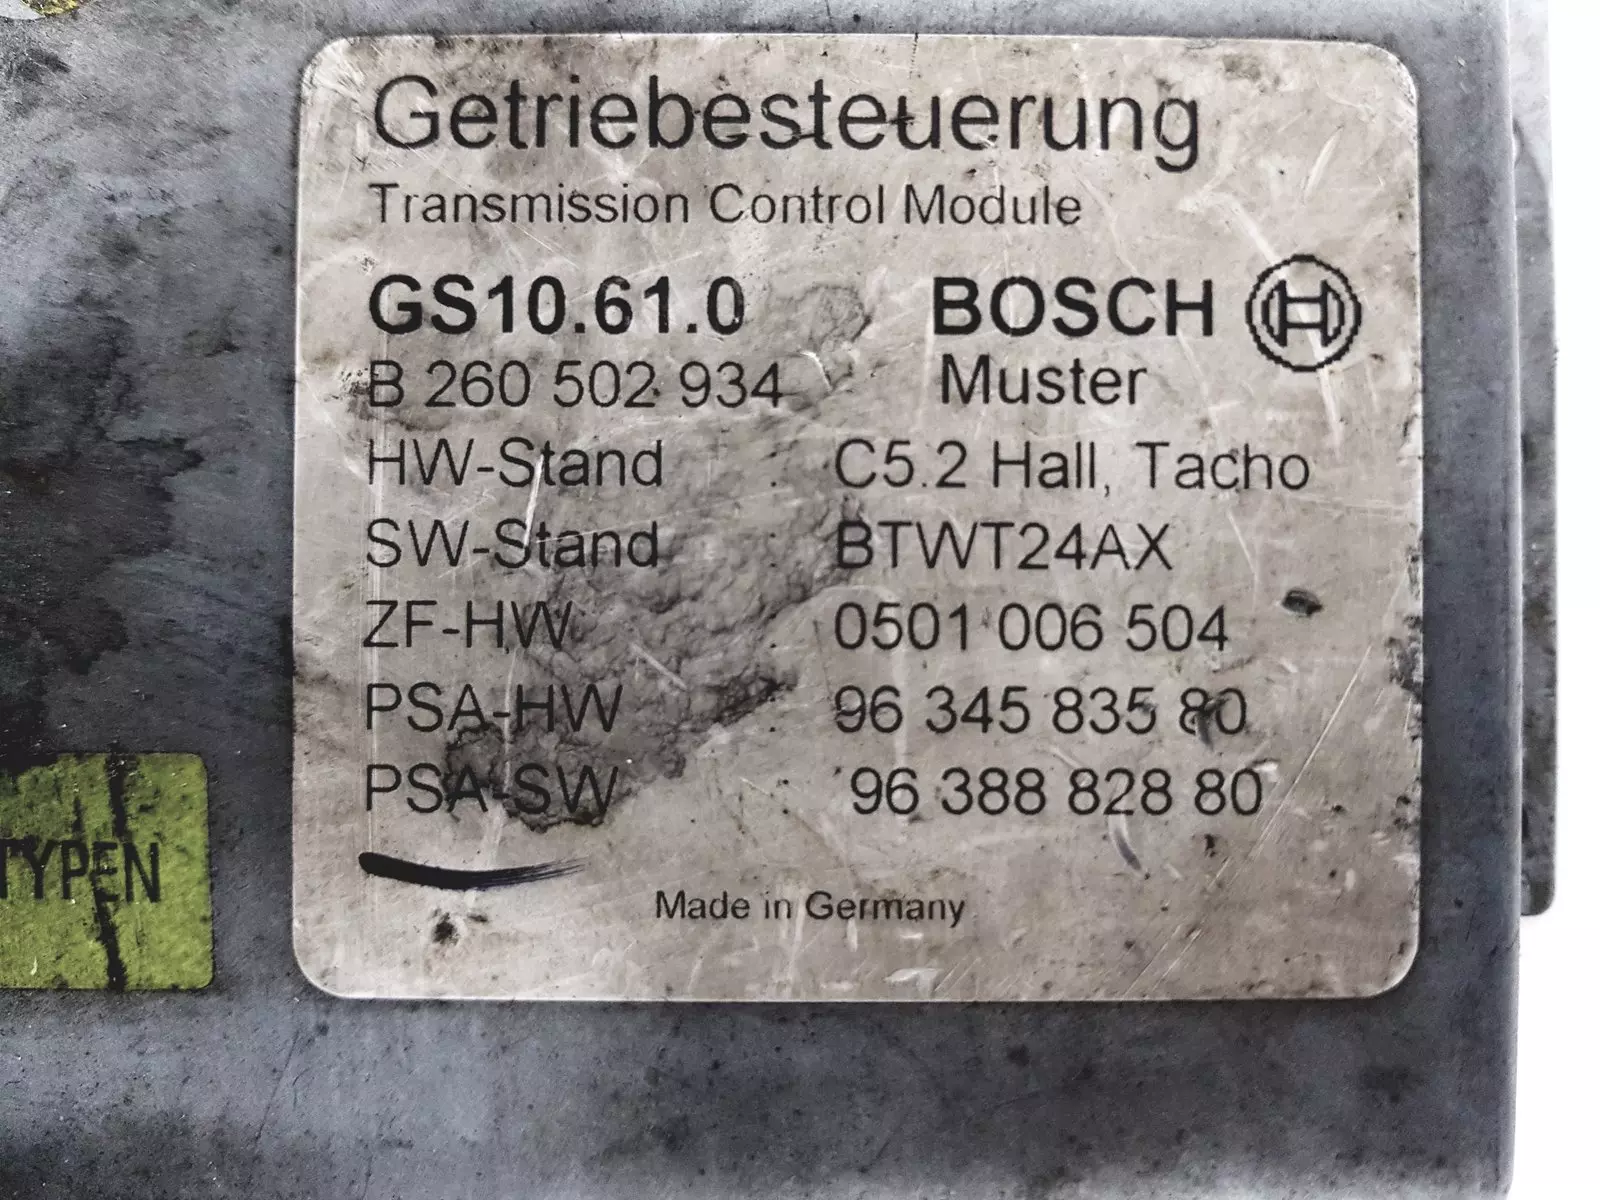 Getriebesteuerung
Transmission Control Module
GS10.61.0 BOSCH
B 260 502 934 Muster
HW-Stand : C5.2 Hall, Tacho
SW-Stand : BTWT24AX
ZF-HW : 0501 006 504
PSA-HW : 96 345 835 80
PSA-SW : 96 388 828 80
TYPEN
Made in Germany